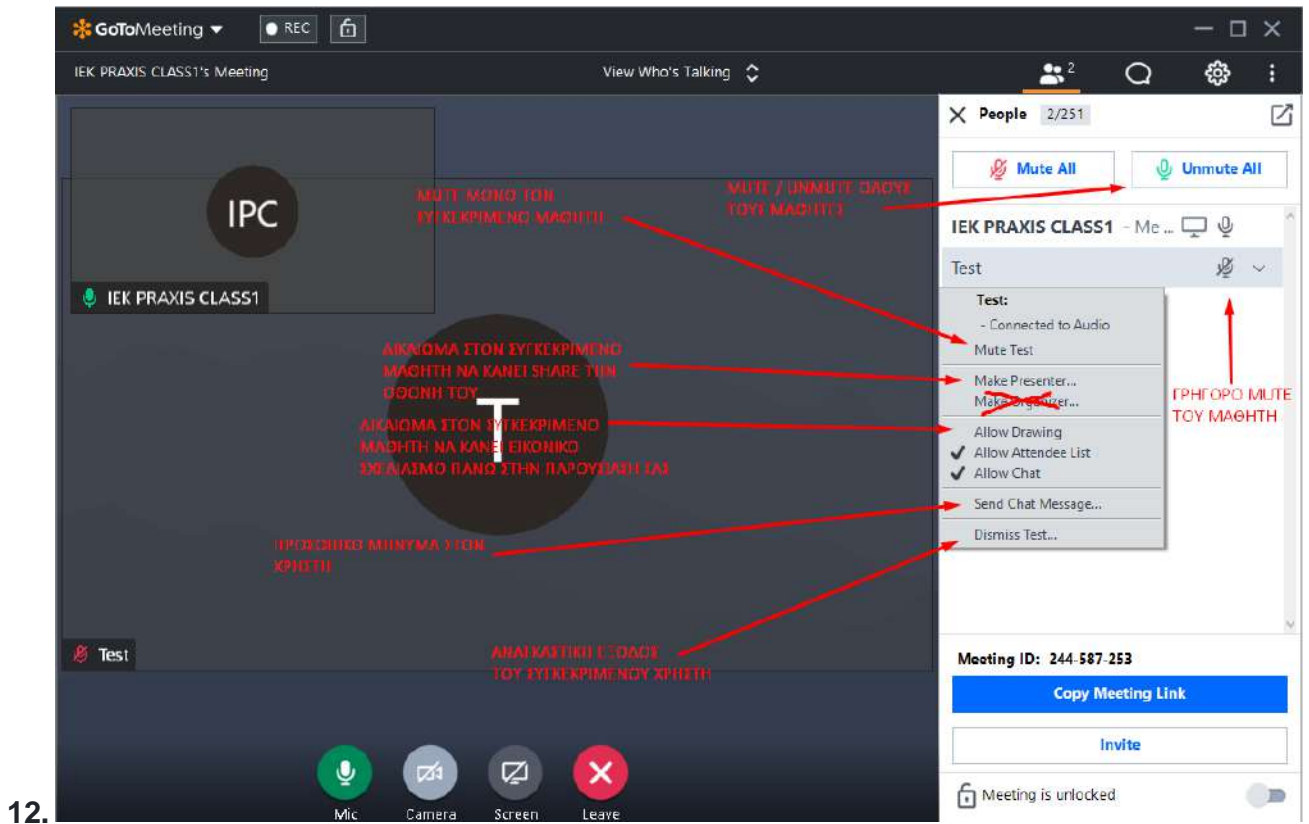 GoToMeeting
REC
IEK PRAXIS CLASS1's Meeting
View Who's Talking
2
People 2/251
Mute All
Unmute All
MUTE ΜΟΝΟ ΤΟΝ
ΣΥΓΚΕΚΡΙΜΕΝΟ ΜΑΘΗΤΗ
MUTE / UNMUTE ΟΛΟΥΣ
ΤΟΥΣ ΜΑΘΗΤΕΣ
IPC
IEK PRAXIS CLASS1
IEK PRAXIS CLASS1 - Me ...
Test
Test:
- Connected to Audio
Mute Test
Make Presenter...
Make Organizer...
Allow Drawing
Allow Attendee List
Allow Chat
Send Chat Message...
Dismiss Test...
ΓΡΗΓΟΡΟ MUTE
ΤΟΥ ΜΑΘΗΤΗ
ΔΙΚΑΙΩΜΑ ΣΤΟΝ ΣΥΓΚΕΚΡΙΜΕΝΟ
ΜΑΘΗΤΗ ΝΑ ΚΑΝΕΙ SHARE ΤΗΝ
ΟΘΟΝΗ ΤΟΥ
T
ΔΙΚΑΙΩΜΑ ΣΤΟΝ ΣΥΓΚΕΚΡΙΜΕΝΟ
ΜΑΘΗΤΗ ΝΑ ΚΑΝΕΙ ΕΙΚΟΝΙΚΟ
ΣΧΕΔΙΑΣΜΟ ΠΑΝΩ ΣΤΗΝ ΠΑΡΟΥΣΙΑΣΗ ΣΑΣ
ΠΡΟΣΩΠΙΚΟ ΜΗΝΥΜΑ ΣΤΟΝ
ΧΡΗΣΤΗ
ΑΝΑΓΚΑΣΤΙΚΗ ΕΞΟΔΟΣ
ΤΟΥ ΣΥΓΚΕΚΡΙΜΕΝΟΥ ΧΡΗΣΤΗ
Test
Meeting ID: 244-587-253
Copy Meeting Link
Invite
Meeting is unlocked
Mic
Camera
Screen
Leave
12.